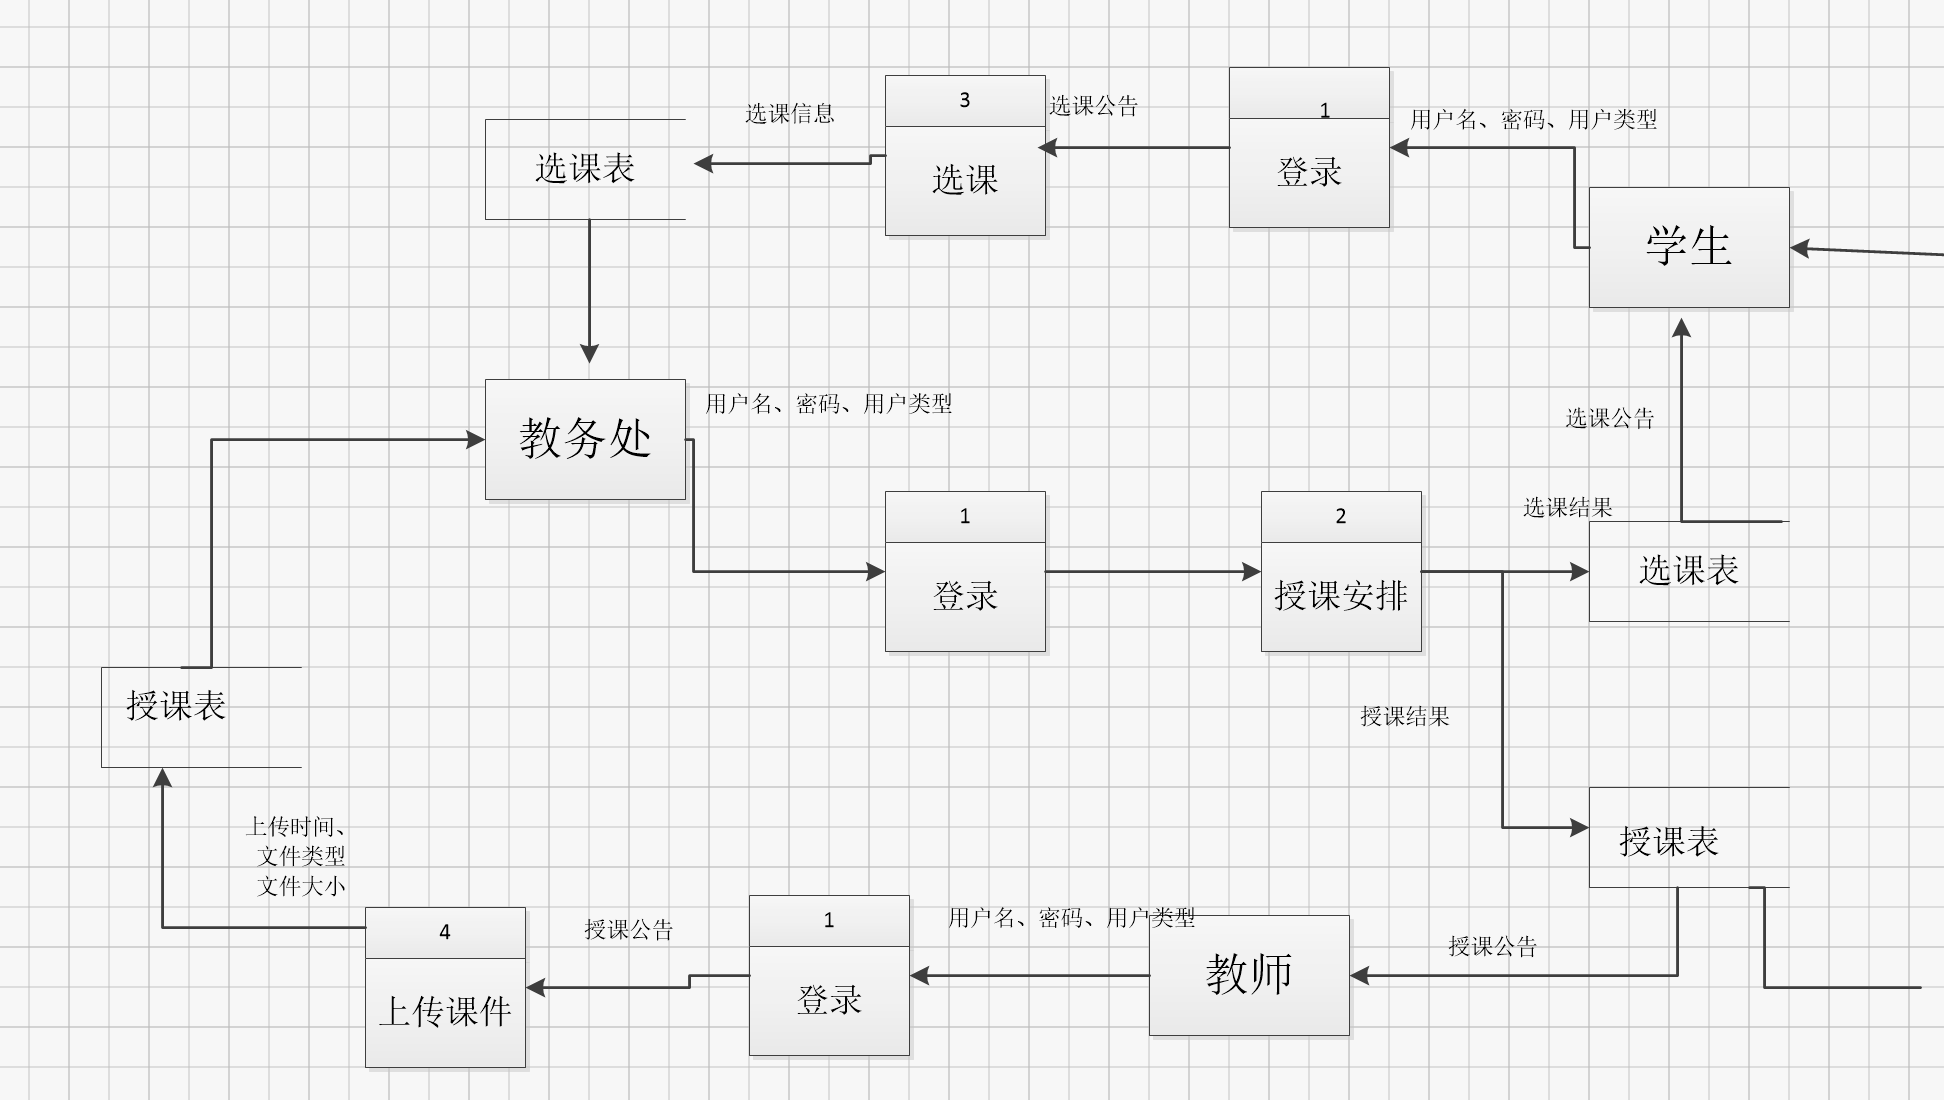 3
1
选课信息
选课公告
用户名、密码、用户类型
选课表
选课
登录
学生
用户名、密码、用户类型
教务处
选课公告
1
2
选课结果
登录
授课安排
选课表
授课表
授课结果
上传时间、
文件类型
文件大小
授课表
4
授课公告
1
用户名、密码、用户类型
授课公告
上传课件
登录
教师